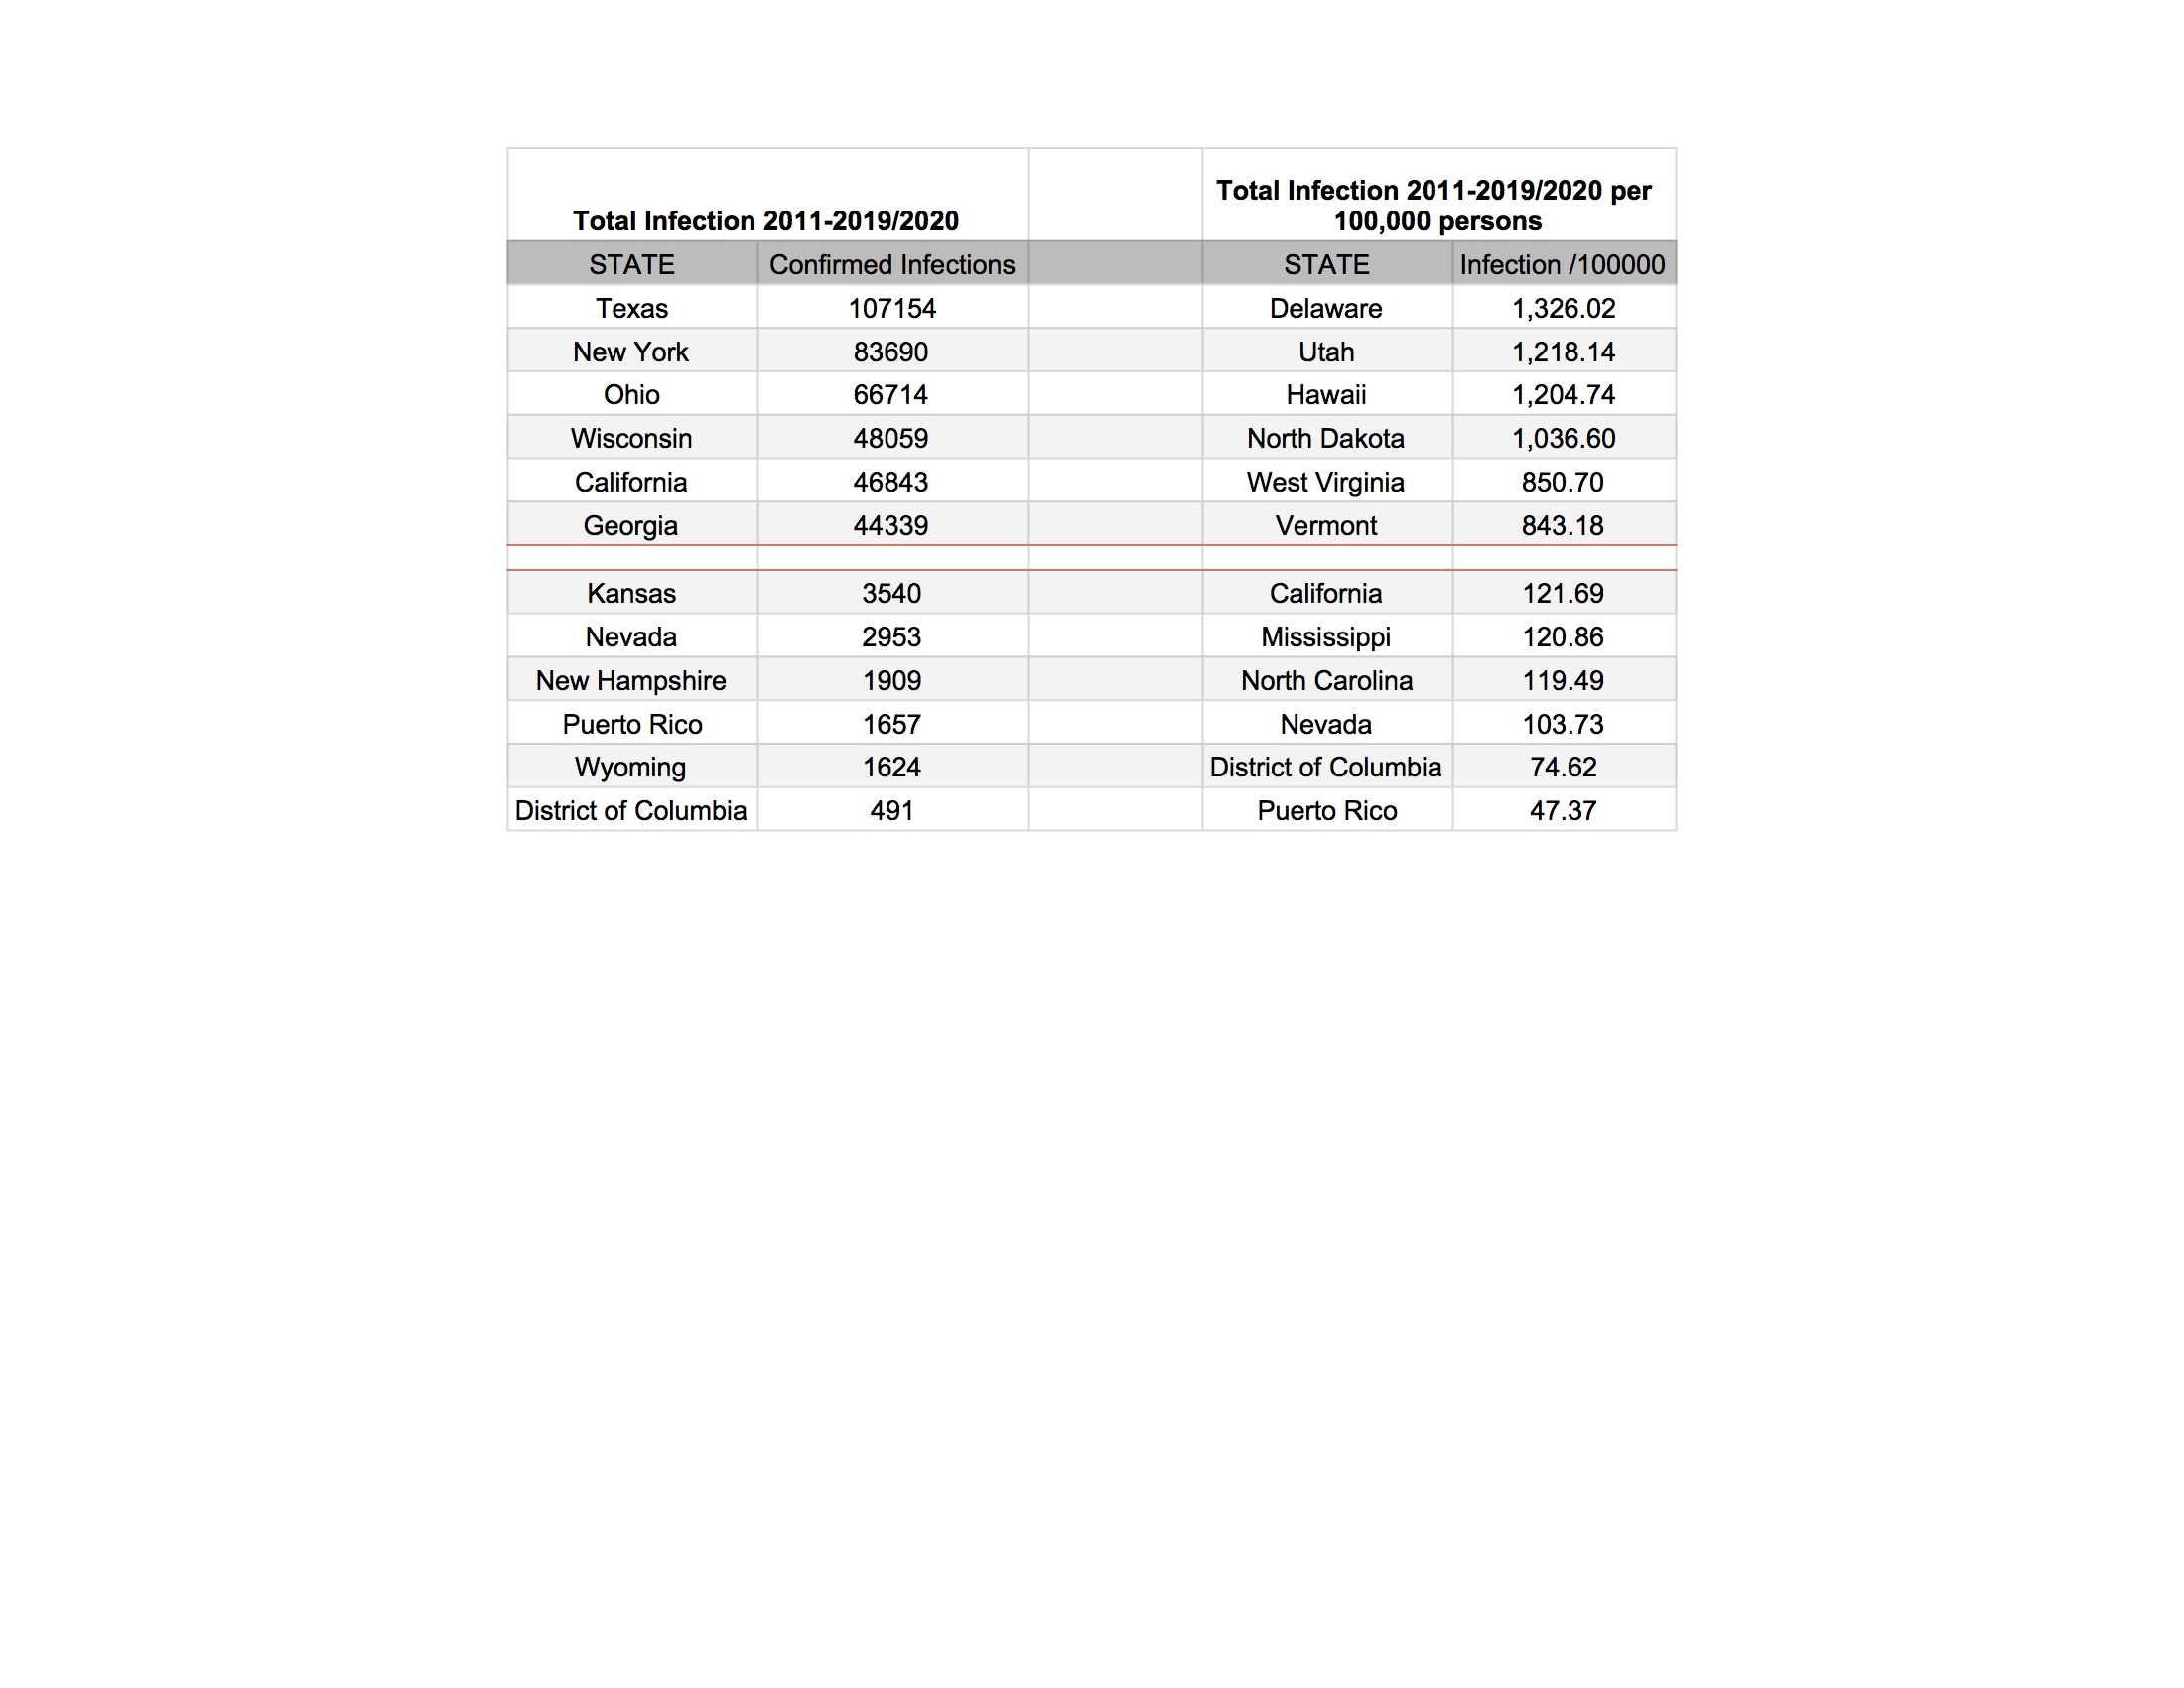 Total Infection 2011-2019/2020
Total Infection 2011-2019/2020 per
100,000 persons
STATE Confirmed Infections STATE Infection /100000
Texas 107154 Delaware 1,326.02
New York 83690 Utah 1,218.14
Ohio 66714 Hawaii 1,204.74
Wisconsin 48059 North Dakota 1,036.60
California 46843 West Virginia 850.70
Georgia 44339 Vermont 843.18
Kansas 3540 California 121.69
Nevada 2953 Mississippi 120.86
New Hampshire 1909 North Carolina 119.49
Puerto Rico 1657 Nevada 103.73
Wyoming 1624 District of Columbia 74.62
District of Columbia 491 Puerto Rico 47.37